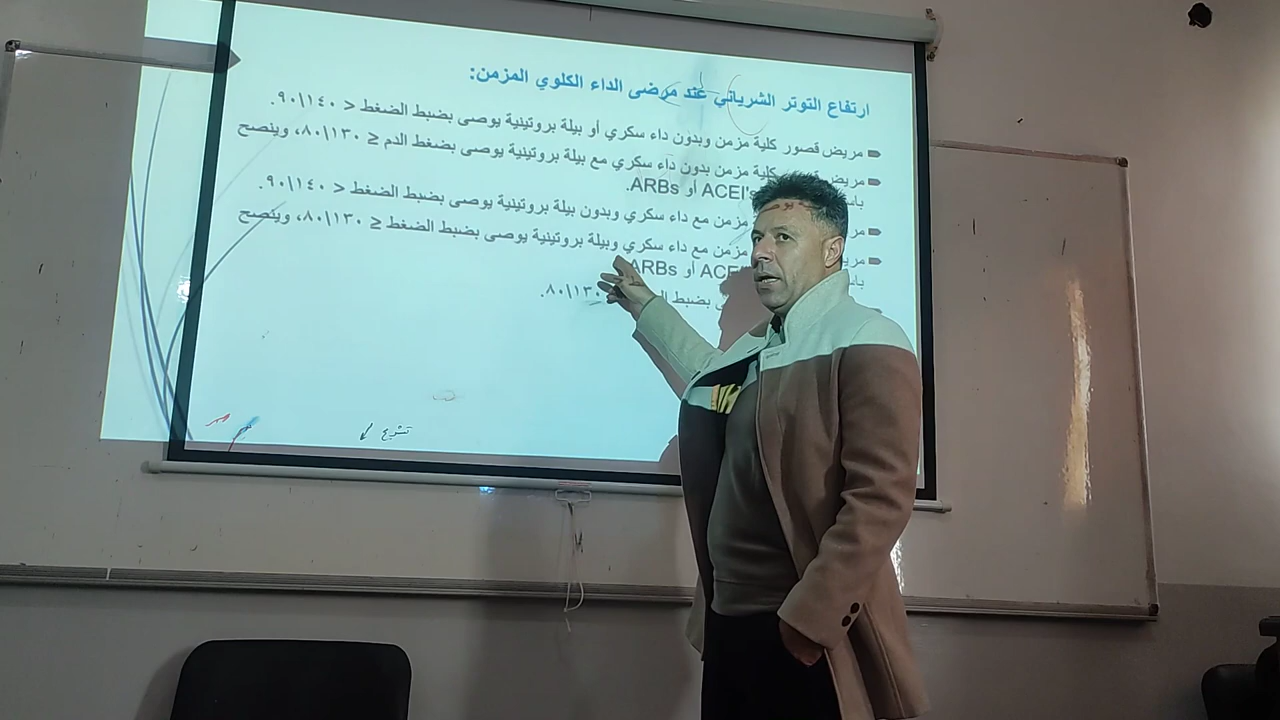 ارتفاع التوتر الشرياني عند مرضى الداء الكلوي المزمن:
مريض قصور كلية مزمن وبدون داء سكري أو بيلة بروتينية يوصى بضبط الضغط < ١٤٠\٩٠.
مريض كلية مزمن بدون داء سكري مع بيلة بروتينية يوصى بضغط الدم ≤ ١٣٠\٨٠، وينصح
ACEI's أو ARBs.
مزمن مع داء سكري وبدون بيلة بروتينية يوصى بضبط الضغط < ١٤٠\٩٠.
مزمن مع داء سكري وبيلة بروتينية يوصى بضبط الضغط ≤ ١٣٠\٨٠، وينصح
أو ARBs
بضبط ١٣٠\٨٠.
تشريح